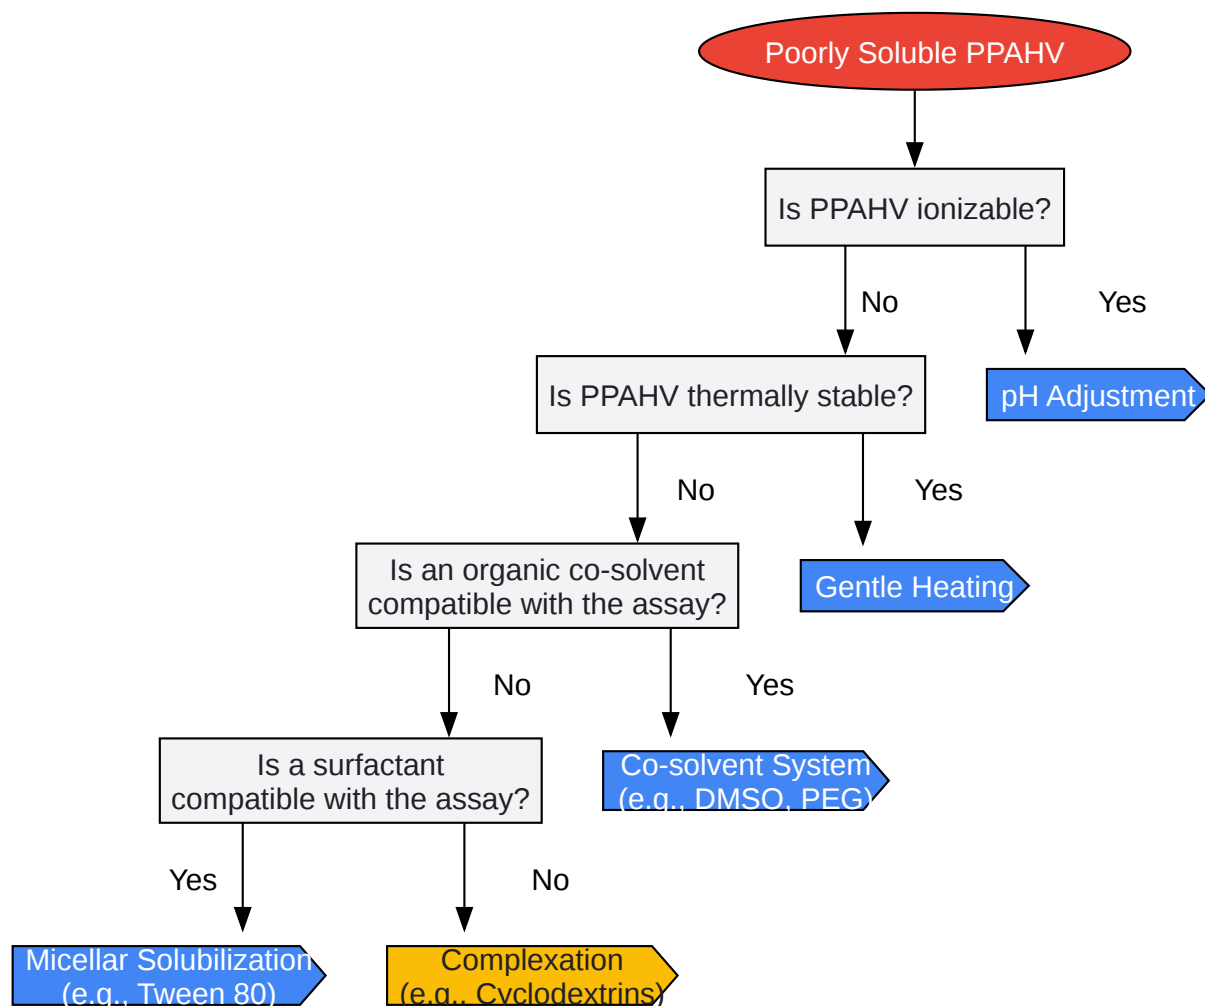 Poorly Soluble PPAHV
Is PPAHV ionizable?
No
Yes
Is PPAHV thermally stable?
pH Adjustment
No
Yes
Is an organic co-solvent
compatible with the assay?
Gentle Heating
No
Yes
Is a surfactant
compatible with the assay?
Co-solvent System
(e.g., DMSO, PEG)
Yes
No
Micellar Solubilization
(e.g., Tween 80)
Complexation
(e.g., Cyclodextrins)